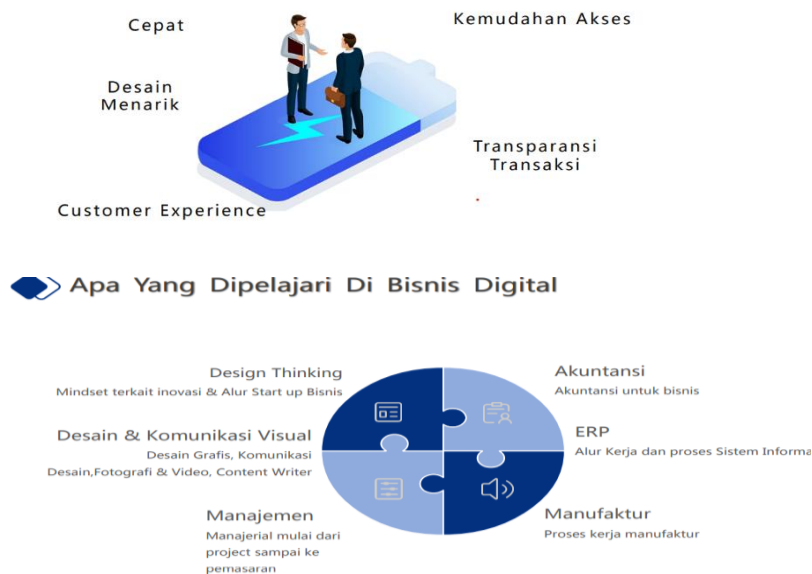 Cepat
Kemudahan Akses
Desain
Menarik
Transparansi
Transaksi
Customer Experience
Apa Yang Dipelajari Di Bisnis Digital
Design Thinking
Mindset terkait inovasi & Alur Start up Bisnis
Akuntansi
Akuntansi untuk bisnis
Desain & Komunikasi Visual
Desain Grafis, Komunikasi
Desain,Fotografi & Video, Content Writer
ERP
Alur Kerja dan proses Sistem Informa
Manajemen
Manajerial mulai dari
project sampai ke
pemasaran
Manufaktur
Proses kerja manufaktur